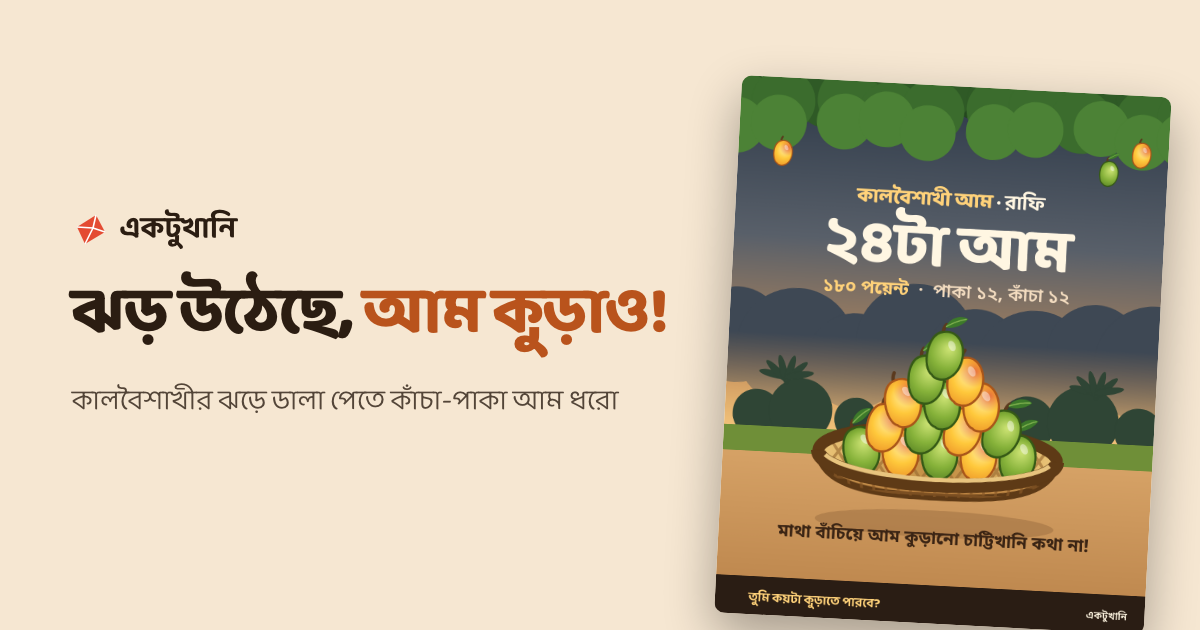 একটুখানি
ঝড় উঠেছে, আম কুড়াও!
কালবৈশাখীর ঝড়ে ডালা পেতে কাঁচা-পাকা আম ধরো
কালবৈশাখী আম · রাফি
২৪টা আম
১৮০ পয়েন্ট · পাকা ১২, কাঁচা ১২
মাথা বাঁচিয়ে আম কুড়ানো চাট্টিখানি কথা না!
তুমি কয়টা কুড়াতে পারবে?
একটুখানি